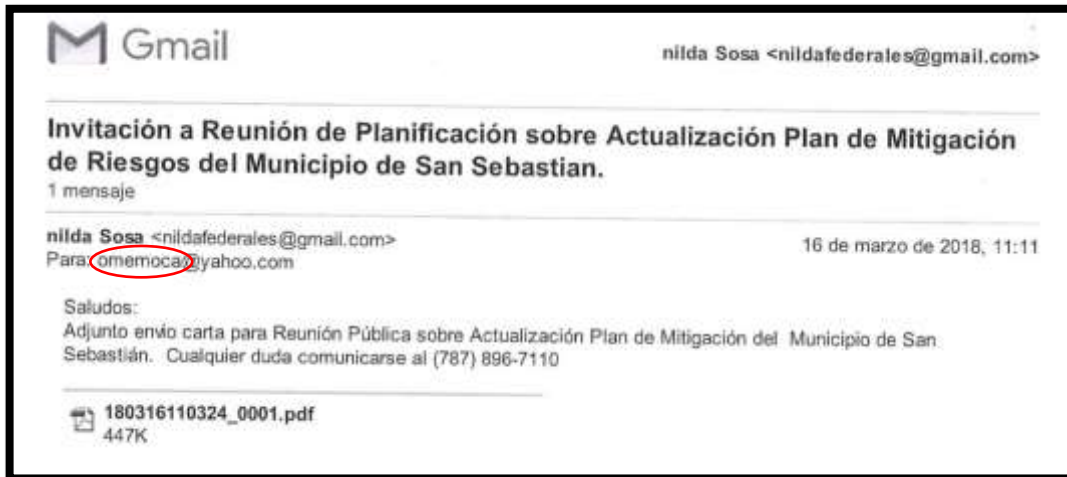 Gmail
nilda Sosa <nildafederales@gmail.com>
Invitación a Reunión de Planificación sobre Actualización Plan de Mitigación
de Riesgos del Municipio de San Sebastian.
1 mensaje
nilda Sosa <nildafederales@gmail.com>
16 de marzo de 2018, 11:11
Para: omemoca@yahoo.com
Saludos:
Adjunto envio carta para Reunión Pública sobre Actualización Plan de Mitigación del Municipio de San
Sebastián. Cualquier duda comunicarse al (787) 896-7110
180316110324_0001.pdf
447K